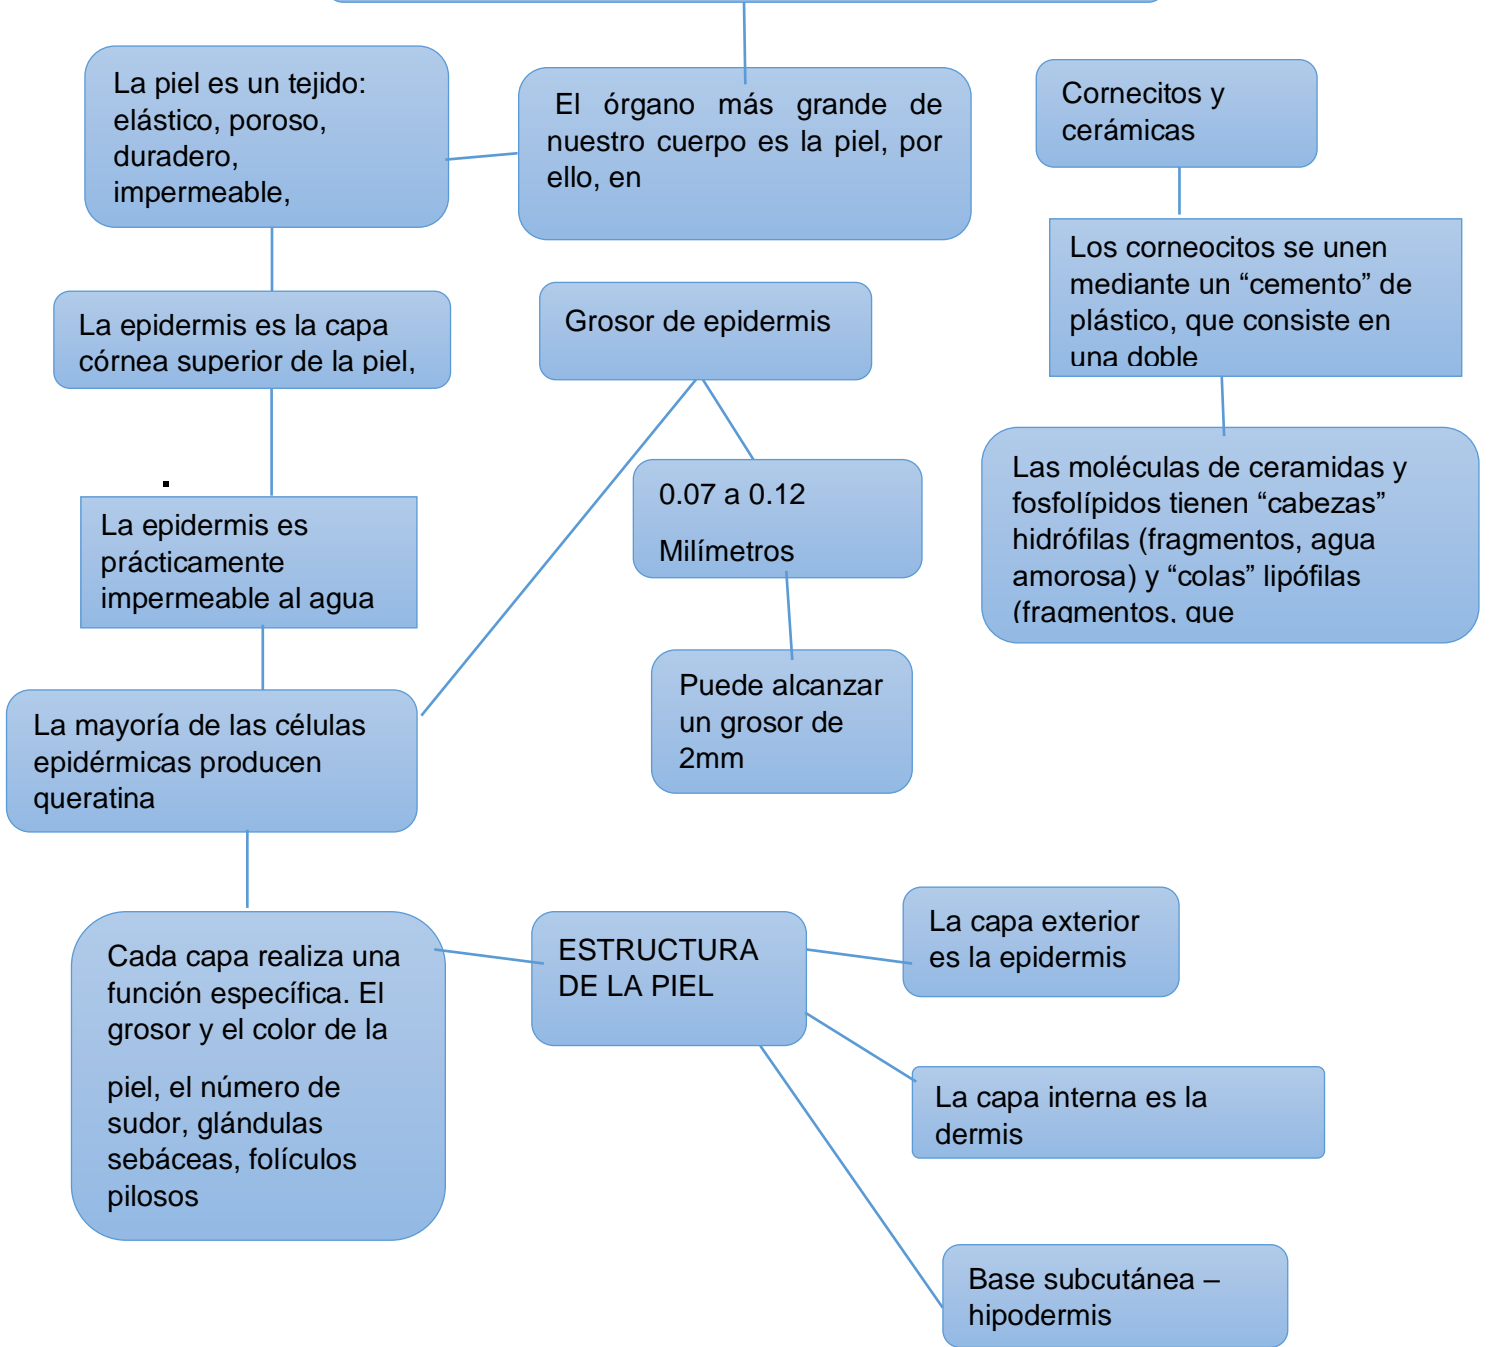 La piel es un tejido:
elástico, poroso,
duradero,
impermeable,
El órgano más grande de
nuestro cuerpo es la piel, por
ello, en
Cornecitos y
cerámicas
Los corneocitos se unen
mediante un “cemento” de
plástico, que consiste en
una doble
La epidermis es la capa
córnea superior de la piel,
Grosor de epidermis
Las moléculas de ceramidas y
fosfolípidos tienen “cabezas”
hidrófilas (fragmentos, agua
amorosa) y “colas” lipófilas
(fragmentos, que
0.07 a 0.12
Milímetros
La epidermis es
prácticamente
impermeable al agua
Puede alcanzar
un grosor de
2mm
La mayoría de las células
epidérmicas producen
queratina
Cada capa realiza una
función específica. El
grosor y el color de la
piel, el número de
sudor, glándulas
sebáceas, folículos
pilosos
ESTRUCTURA
DE LA PIEL
La capa exterior
es la epidermis
La capa interna es la
dermis
Base subcutánea –
hipodermis